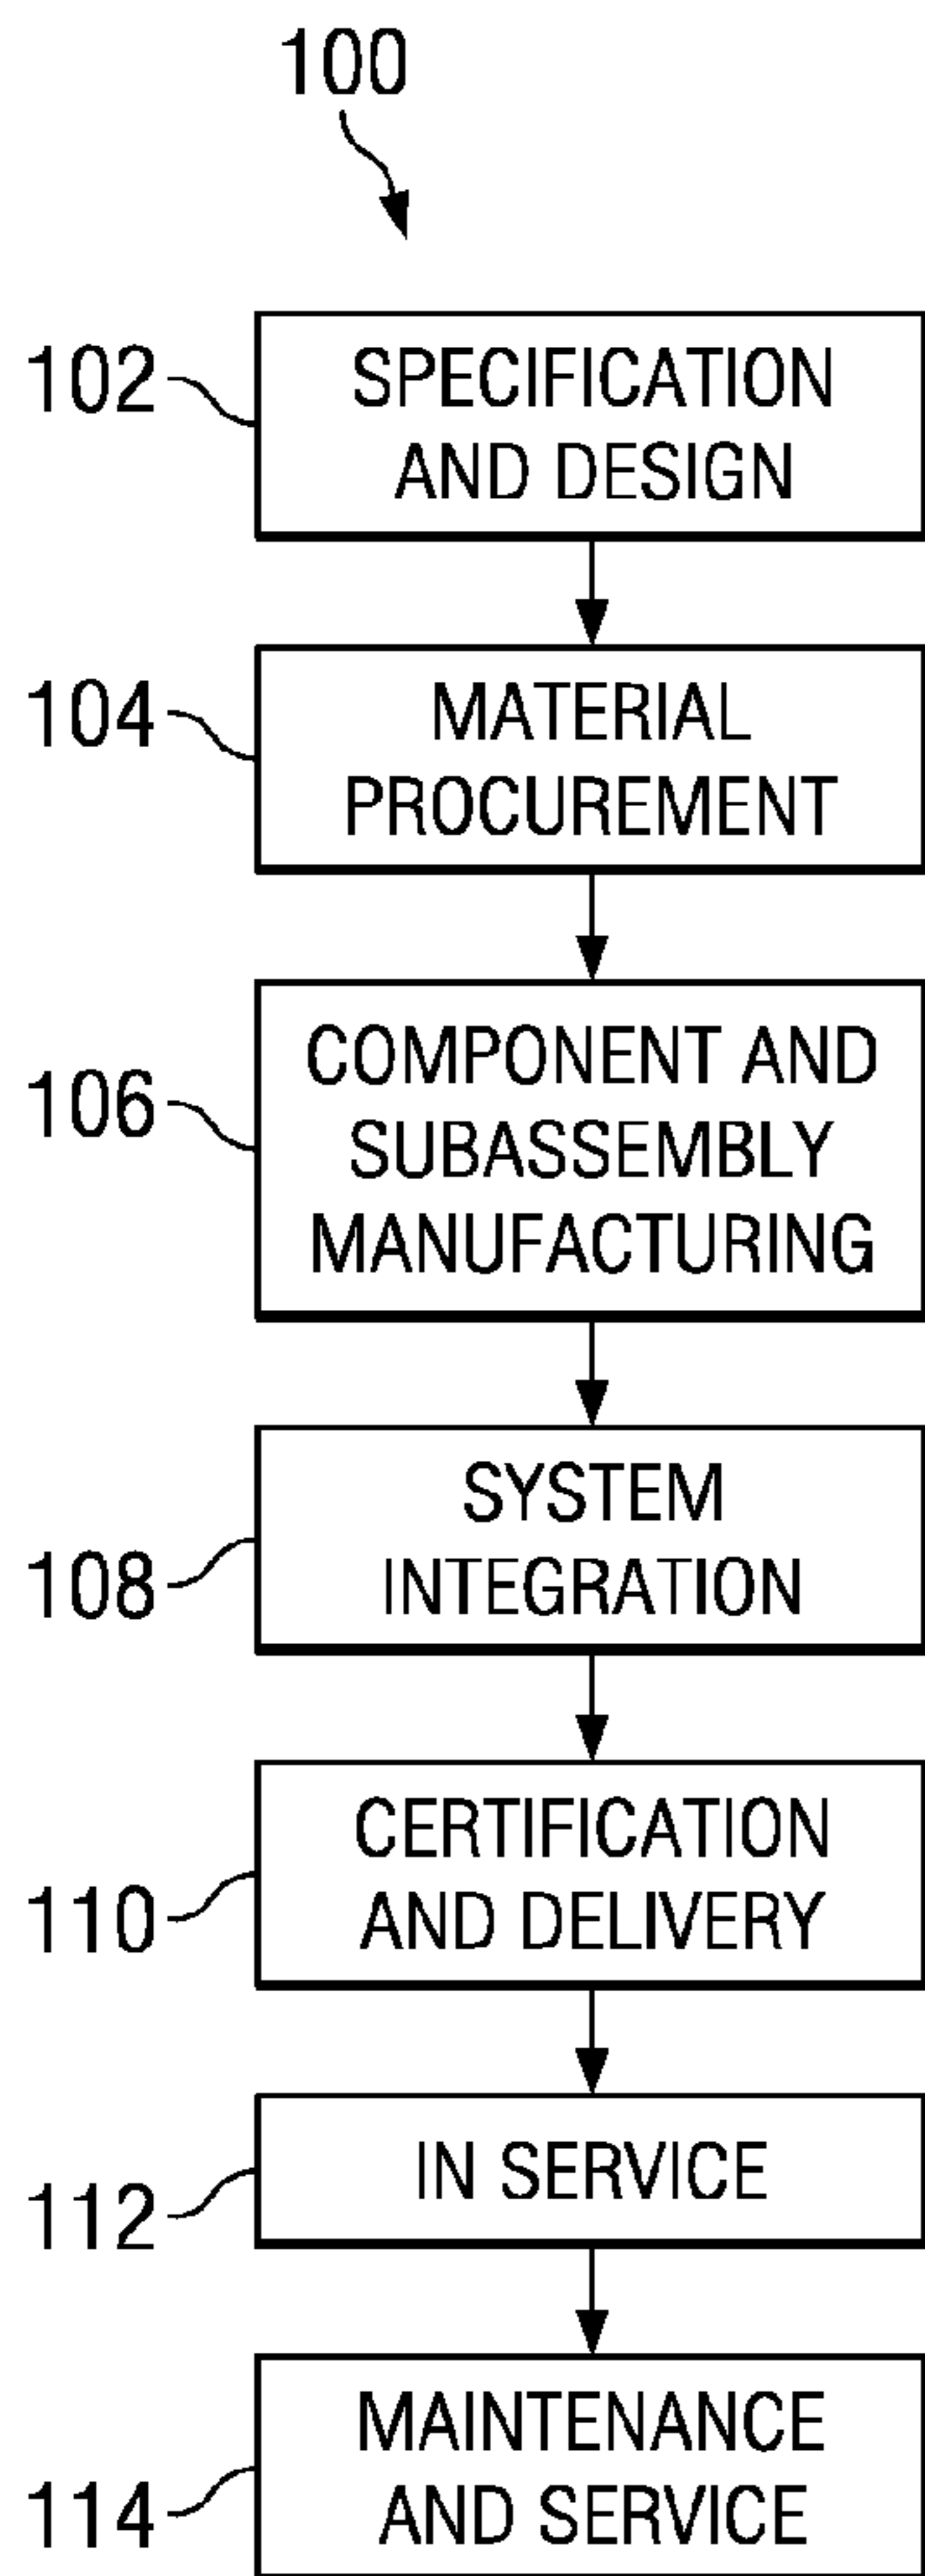 100
102
SPECIFICATION
AND DESIGN
104
MATERIAL
PROCUREMENT
106
COMPONENT AND
SUBASSEMBLY
MANUFACTURING
108
SYSTEM
INTEGRATION
110
CERTIFICATION
AND DELIVERY
112
IN SERVICE
114
MAINTENANCE
AND SERVICE